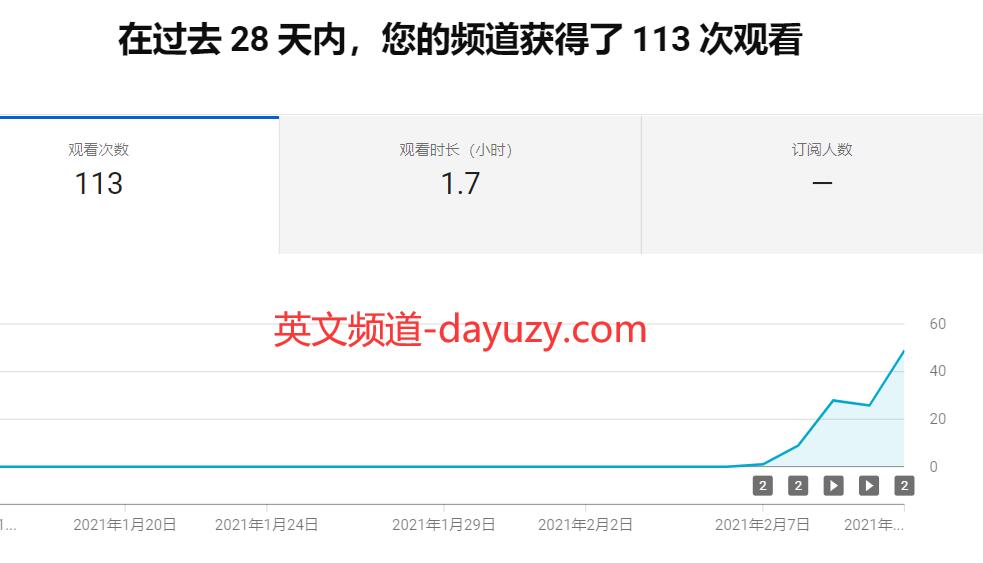 在过去 28 天内，您的频道获得了 113 次观看
观看次数
113
观看时长（小时）
1.7
订阅人数
—
英文频道-dayuzy.com
60
40
20
0
2 2 2
1... 2021年1月20日 2021年1月24日 2021年1月29日 2021年2月2日 2021年2月7日 2021年...